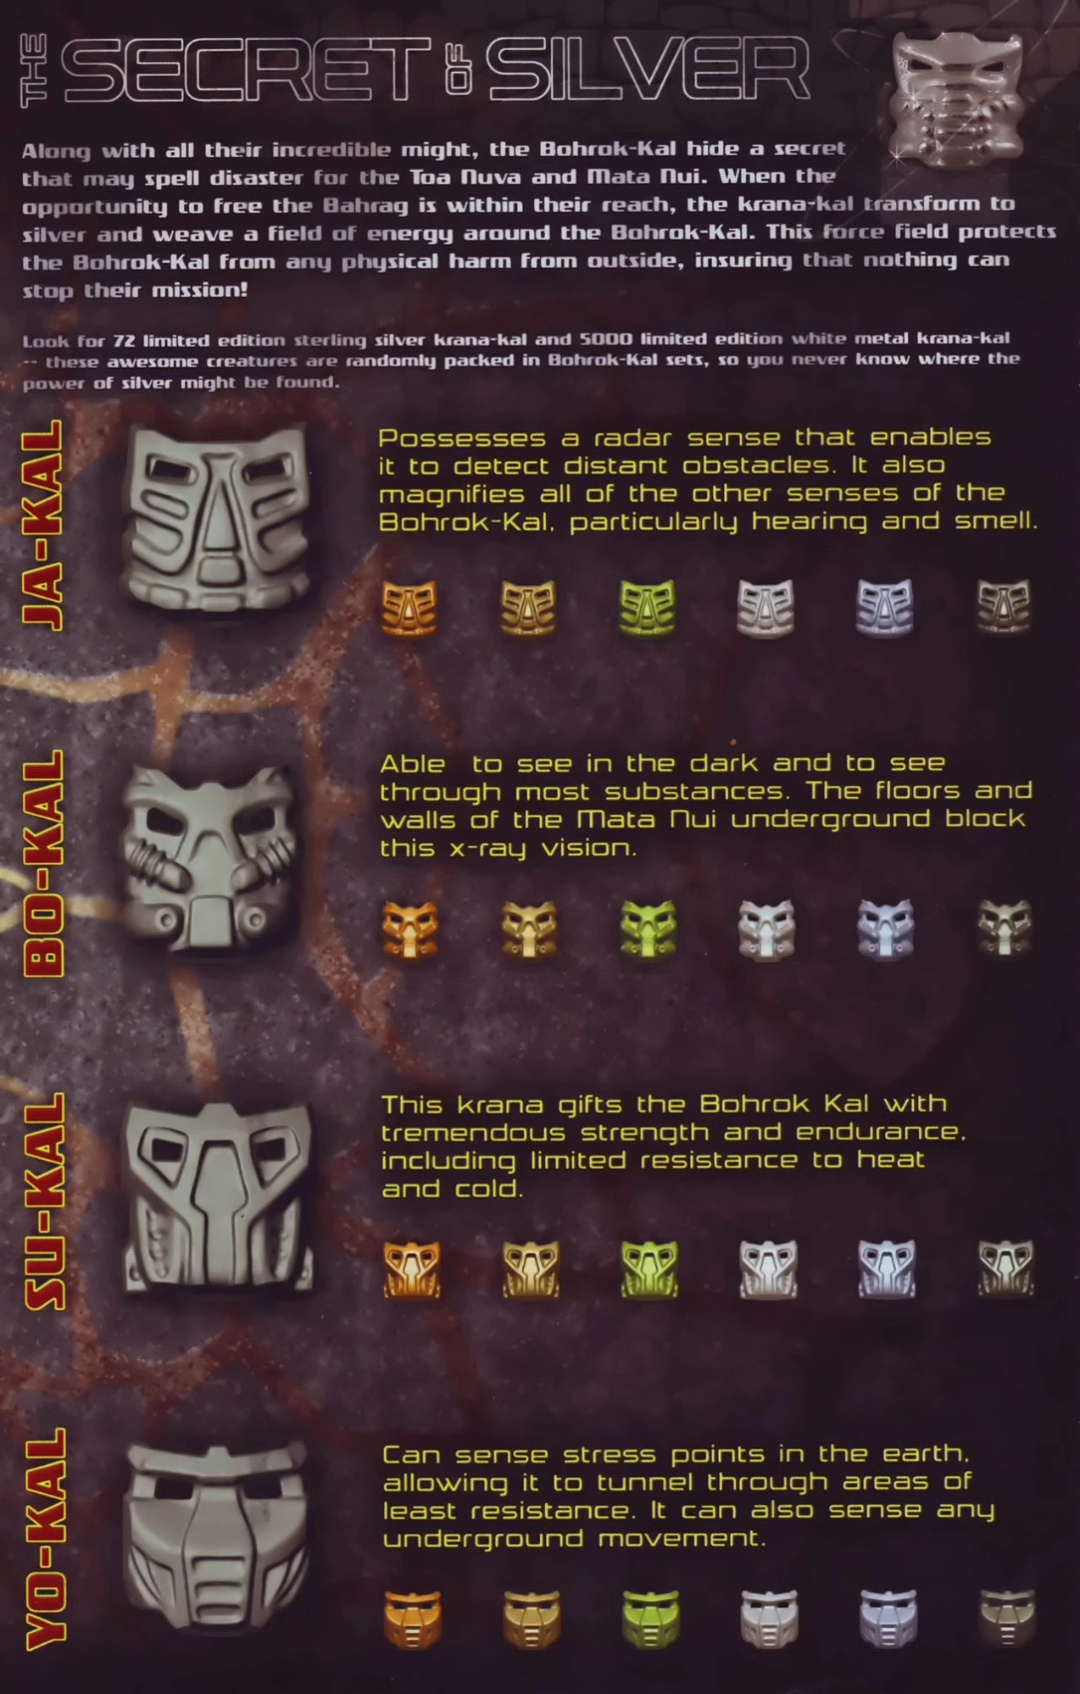 THE SECRET OF SILVER
Along with all their incredible might, the Bohrok-Kal hide a secret
that may spell disaster for the Toa Nuva and Mata Nui. When the
opportunity to free the Bahrag is within their reach, the krana-kal transform to
silver and weave a field of energy around the Bohrok-Kal. This force field protects
the Bohrok-Kal from any physical harm from outside, insuring that nothing can
stop their mission!
Look for 72 limited edition sterling silver krana-kal and 5000 limited edition white metal krana-kal
-- these awesome creatures are randomly packed in Bohrok-Kal sets, so you never know where the
power of silver might be found.
JA-KAL
Possesses a radar sense that enables
it to detect distant obstacles. It also
magnifies all of the other senses of the
Bohrok-Kal, particularly hearing and smell.
BO-KAL
Able to see in the dark and to see
through most substances. The floors and
walls of the Mata Nui underground block
this x-ray vision.
SU-KAL
This krana gifts the Bohrok Kal with
tremendous strength and endurance,
including limited resistance to heat
and cold.
YO-KAL
Can sense stress points in the earth,
allowing it to tunnel through areas of
least resistance. It can also sense any
underground movement.